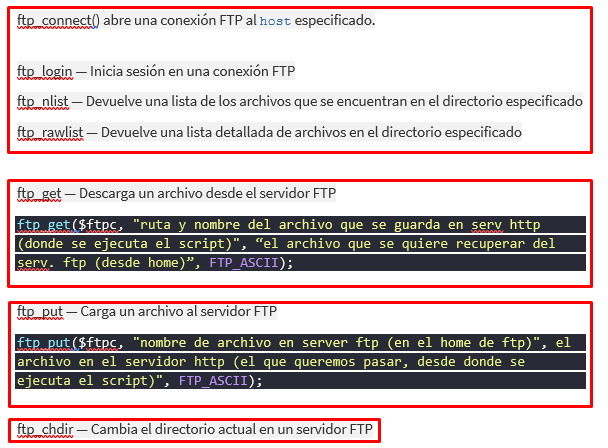 ftp_connect() abre una conexión FTP al host especificado.
ftp_login — Inicia sesión en una conexión FTP
ftp_nlist — Devuelve una lista de los archivos que se encuentran en el directorio especificado
ftp_rawlist — Devuelve una lista detallada de archivos en el directorio especificado
ftp_get — Descarga un archivo desde el servidor FTP
ftp_get($ftpc, "ruta y nombre del archivo que se guarda en serv http
(donde se ejecuta el script)", “el archivo que se quiere recuperar del
serv. ftp (desde home)”, FTP_ASCII);
ftp_put — Carga un archivo al servidor FTP
ftp_put($ftpc, "nombre de archivo en server ftp (en el home de ftp)", el
archivo en el servidor http (el que queremos pasar, desde donde se
ejecuta el script)", FTP_ASCII);
ftp_chdir — Cambia el directorio actual en un servidor FTP